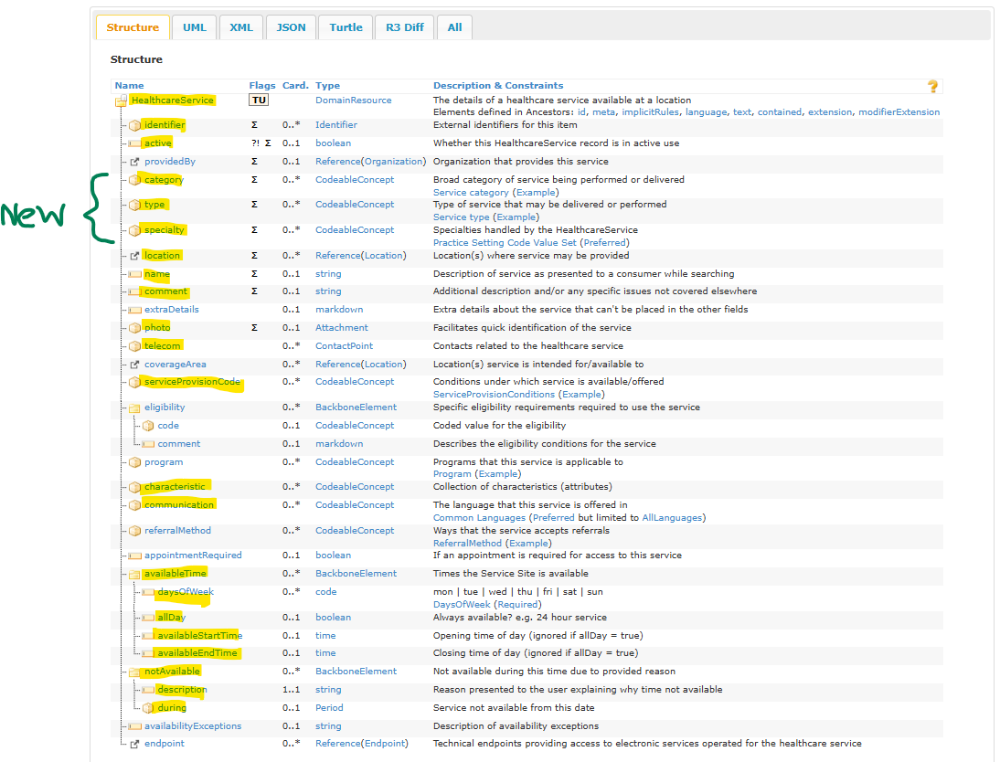 Structure UML XML JSON Turtle R3 Diff All
Structure
Name Flags Card. Type Description & Constraints ?
HealthcareService TU DomainResource The details of a healthcare service available at a location
Elements defined in Ancestors: id, meta, implicitRules, language, text, contained, extension, modifierExtension
identifier Σ 0..* Identifier External identifiers for this item
active ?! Σ 0..1 boolean Whether this HealthcareService record is in active use
providedBy Σ 0..1 Reference(Organization) Organization that provides this service
New
category Σ 0..* CodeableConcept Broad category of service being performed or delivered
Service category (Example)
type Σ 0..* CodeableConcept Type of service that may be delivered or performed
Service type (Example)
specialty Σ 0..* CodeableConcept Specialties handled by the HealthcareService
Practice Setting Code Value Set (Preferred)
location Σ 0..* Reference(Location) Location(s) where service may be provided
name Σ 0..1 string Description of service as presented to a consumer while searching
comment Σ 0..1 string Additional description and/or any specific issues not covered elsewhere
extraDetails 0..1 markdown Extra details about the service that can't be placed in the other fields
photo Σ 0..1 Attachment Facilitates quick identification of the service
telecom 0..* ContactPoint Contacts related to the healthcare service
coverageArea 0..* Reference(Location) Location(s) service is intended for/available to
serviceProvisionCode 0..* CodeableConcept Conditions under which service is available/offered
ServiceProvisionConditions (Example)
eligibility 0..* BackboneElement Specific eligibility requirements required to use the service
code 0..1 CodeableConcept Coded value for the eligibility
comment 0..1 markdown Describes the eligibility conditions for the service
program 0..* CodeableConcept Programs that this service is applicable to
Program (Example)
characteristic 0..* CodeableConcept Collection of characteristics (attributes)
communication 0..* CodeableConcept The language that this service is offered in
Common Languages (Preferred but limited to AllLanguages)
referralMethod 0..* CodeableConcept Ways that the service accepts referrals
ReferralMethod (Example)
appointmentRequired 0..1 boolean If an appointment is required for access to this service
availableTime 0..* BackboneElement Times the Service Site is available
daysOfWeek 0..* code mon | tue | wed | thu | fri | sat | sun
DaysOfWeek (Required)
allDay 0..1 boolean Always available? e.g. 24 hour service
availableStartTime 0..1 time Opening time of day (ignored if allDay = true)
availableEndTime 0..1 time Closing time of day (ignored if allDay = true)
notAvailable 0..* BackboneElement Not available during this time due to provided reason
description 1..1 string Reason presented to the user explaining why time not available
during 0..1 Period Service not available from this date
availabilityExceptions 0..1 string Description of availability exceptions
endpoint 0..* Reference(Endpoint) Technical endpoints providing access to electronic services operated for the healthcare service